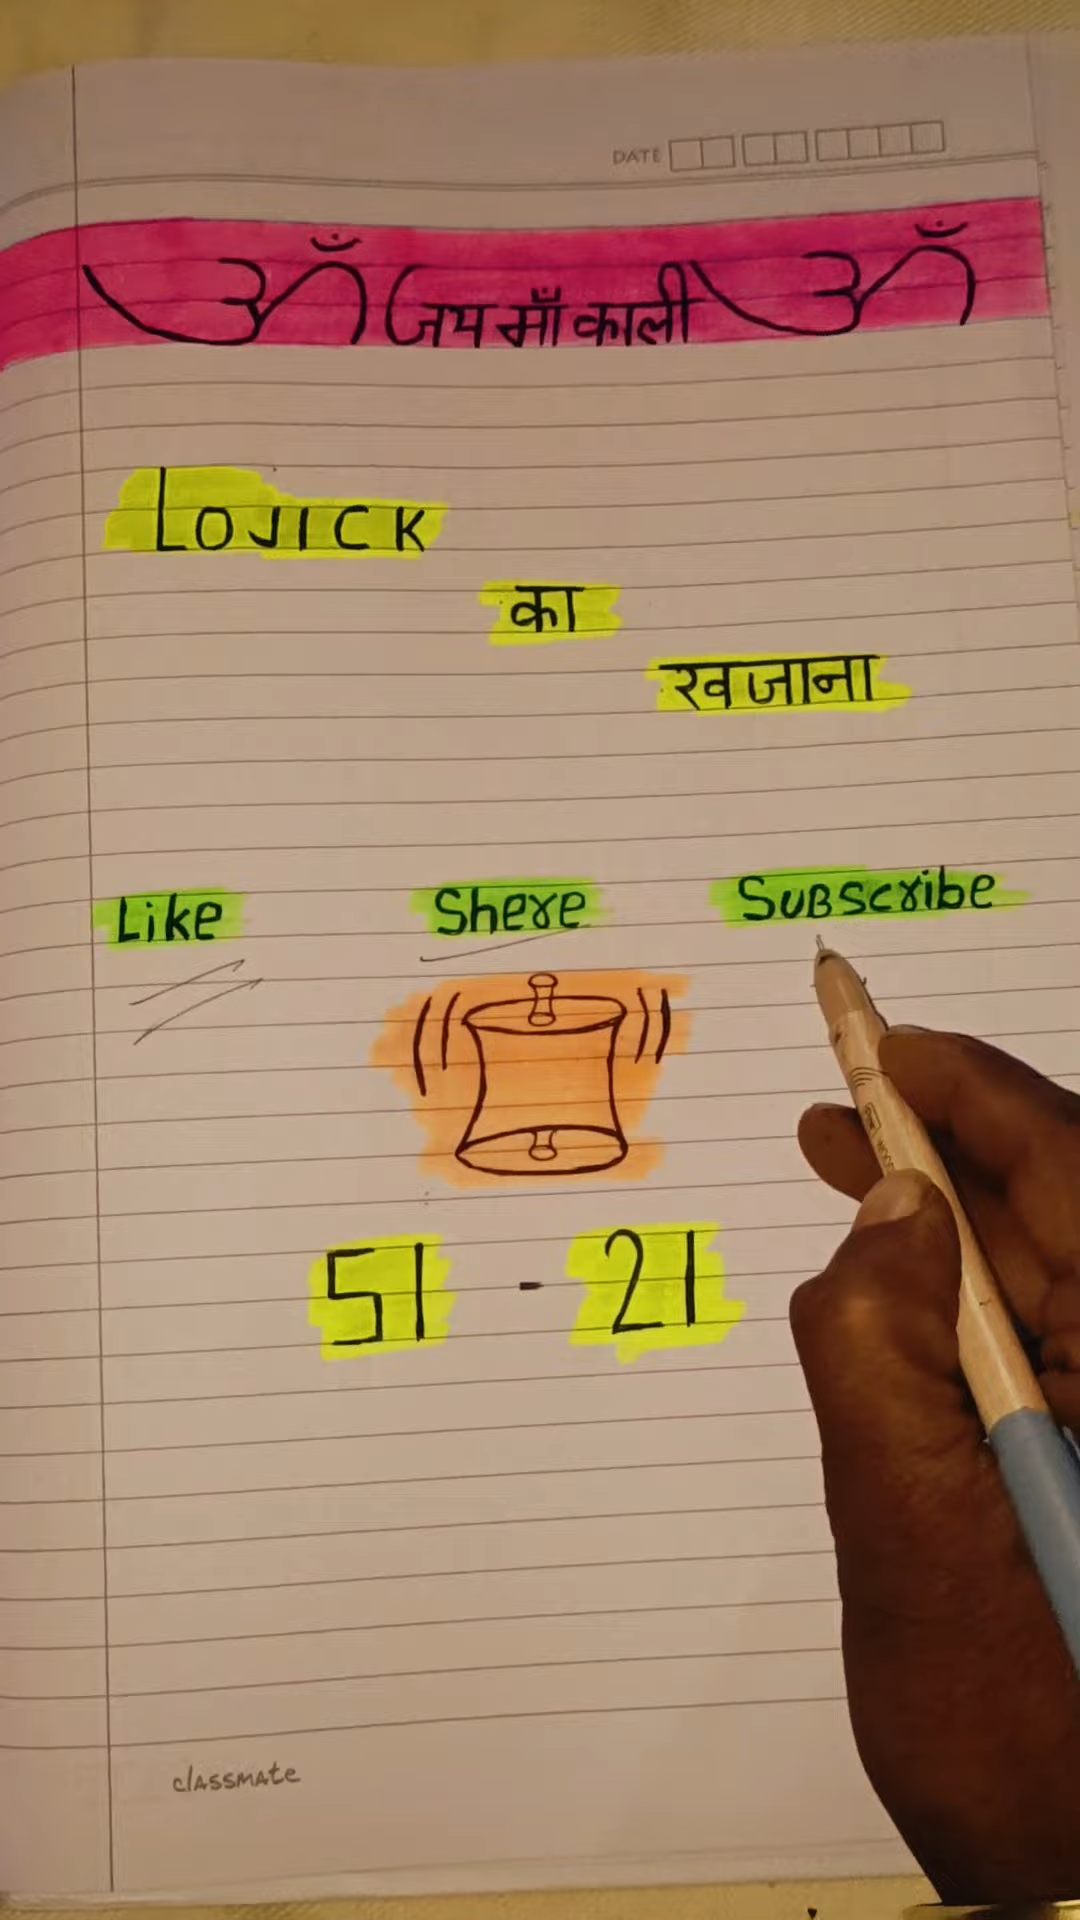 DATE
ॐ जय माँ काली ॐ
LOJICK
का
खजाना
Like Shere Subscribe
51 - 21
classmate